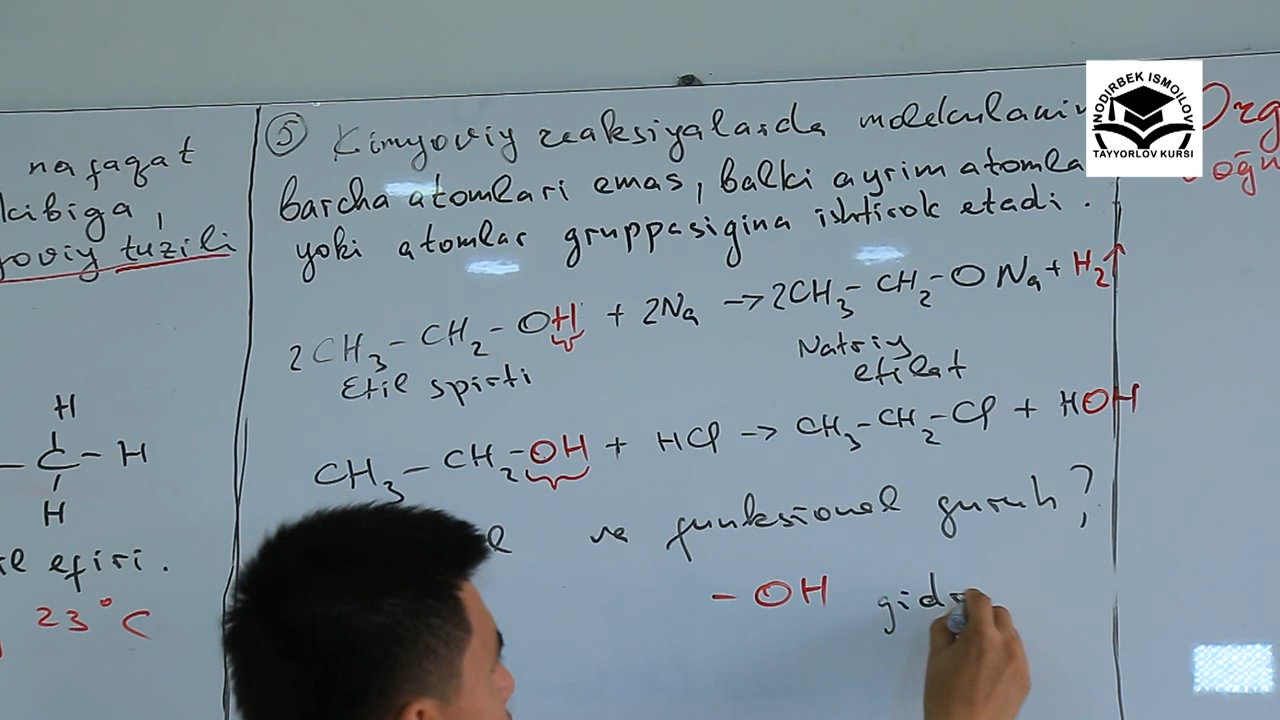 nafaqat
kibiga,
yoviy tuzili
H
– C – H
H
il efiri.
23°C
⑤ Kimyoviy reaksiyalarda molekulanin
barcha atomlari emas, balki ayrim atomla
yoki atomlar gruppasigina ishtirok etadi.
2CH₃ – CH₂ – OH + 2Na → 2CH₃ – CH₂ – ONa + H₂↑
Etil spirti
Natriy
etilat
CH₃ – CH₂ – OH + HCl → CH₃ – CH₂ – Cl + HOH
l va funksional guruh?
– OH gidr
Org
NODIRBEK ISMOILOV
TAYYORLOV KURSI